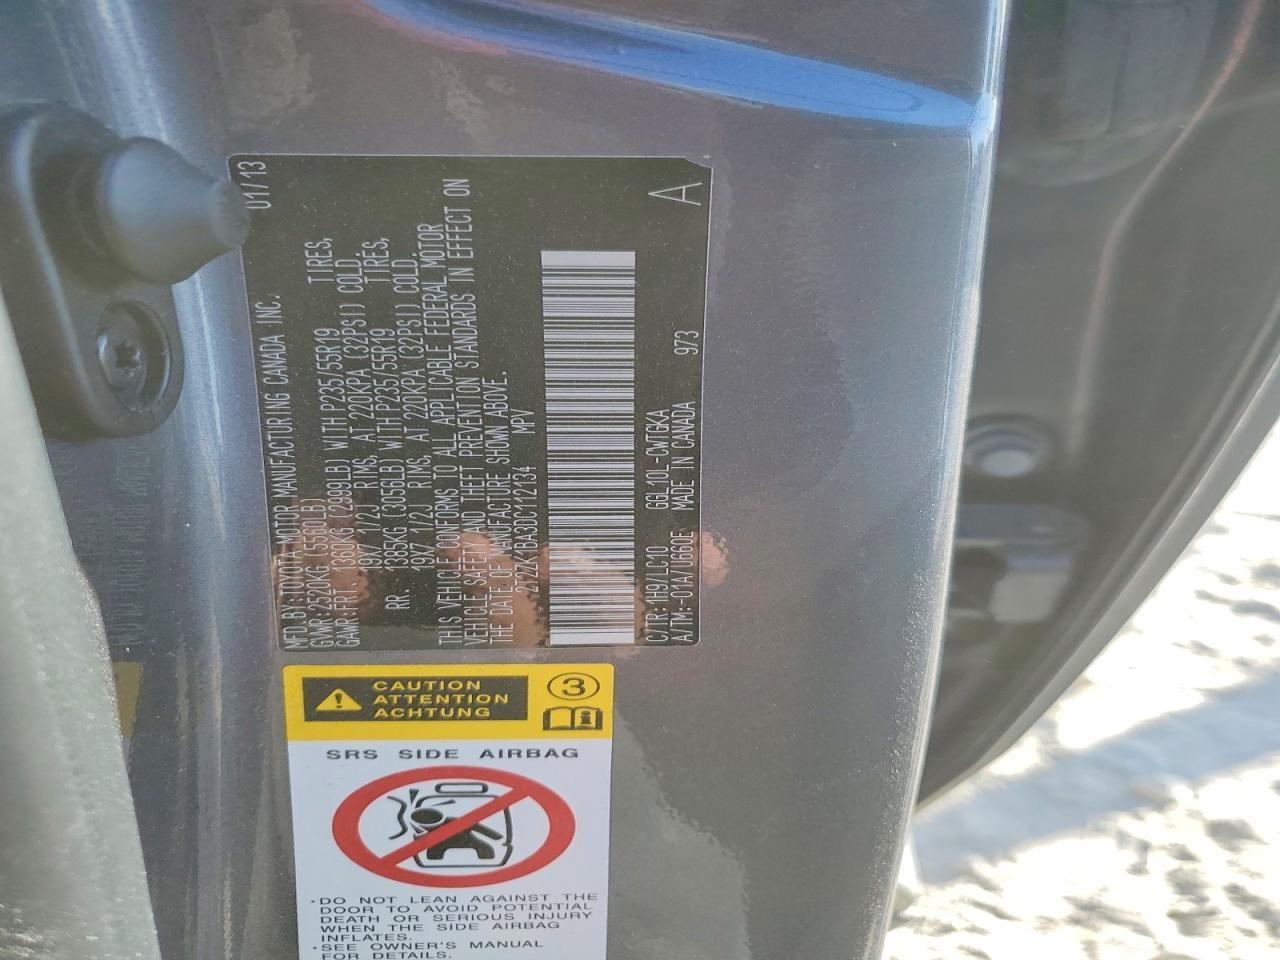 MFD.BY:TOYOTA MOTOR MANUFACTURING CANADA INC. 01/13
GVWR:2520KG (5560LB)
GAWR:FRT. 1360KG (2999LB) WITH P235/55R19 TIRES,
19X7 1/2J RIMS, AT 220KPA (32PSI) COLD.
RR. 1385KG (3056LB) WITH P235/55R19 TIRES,
19X7 1/2J RIMS, AT 220KPA (32PSI) COLD.
THIS VEHICLE CONFORMS TO ALL APPLICABLE FEDERAL MOTOR
VEHICLE SAFETY AND THEFT PREVENTION STANDARDS IN EFFECT ON
THE DATE OF MANUFACTURE SHOWN ABOVE.
2T2ZK1BA3DC112134 MPV
C/TR:1H9/LC10 GGL10L-CWTGKA
A/TM:-01A/U660E MADE IN CANADA 973 A
CAUTION
ATTENTION
ACHTUNG
3
SRS SIDE AIRBAG
·DO NOT LEAN AGAINST THE
DOOR TO AVOID POTENTIAL
DEATH OR SERIOUS INJURY
WHEN THE SIDE AIRBAG
INFLATES.
·SEE OWNER'S MANUAL
FOR DETAILS.